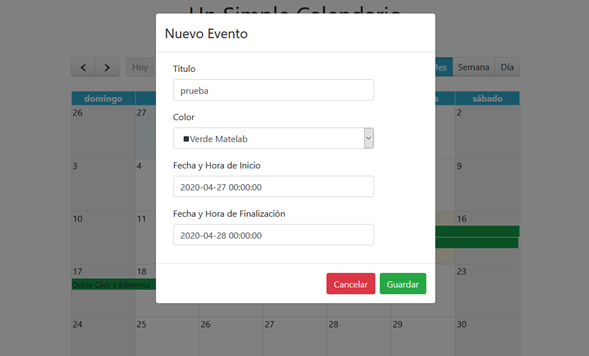 Un Simple Calendario
Nuevo Evento
Titulo
prueba
Color
Verde Matelab
Fecha y Hora de Inicio
2020-04-27 00:00:00
Fecha y Hora de Finalización
2020-04-28 00:00:00
Cancelar
Guardar
Hoy
Mes
Semana
Día
domingo
sábado
26
27
2
3
4
9
10
11
16
17
18
23
Doble Click y Editemos
24
25
26
27
28
29
30